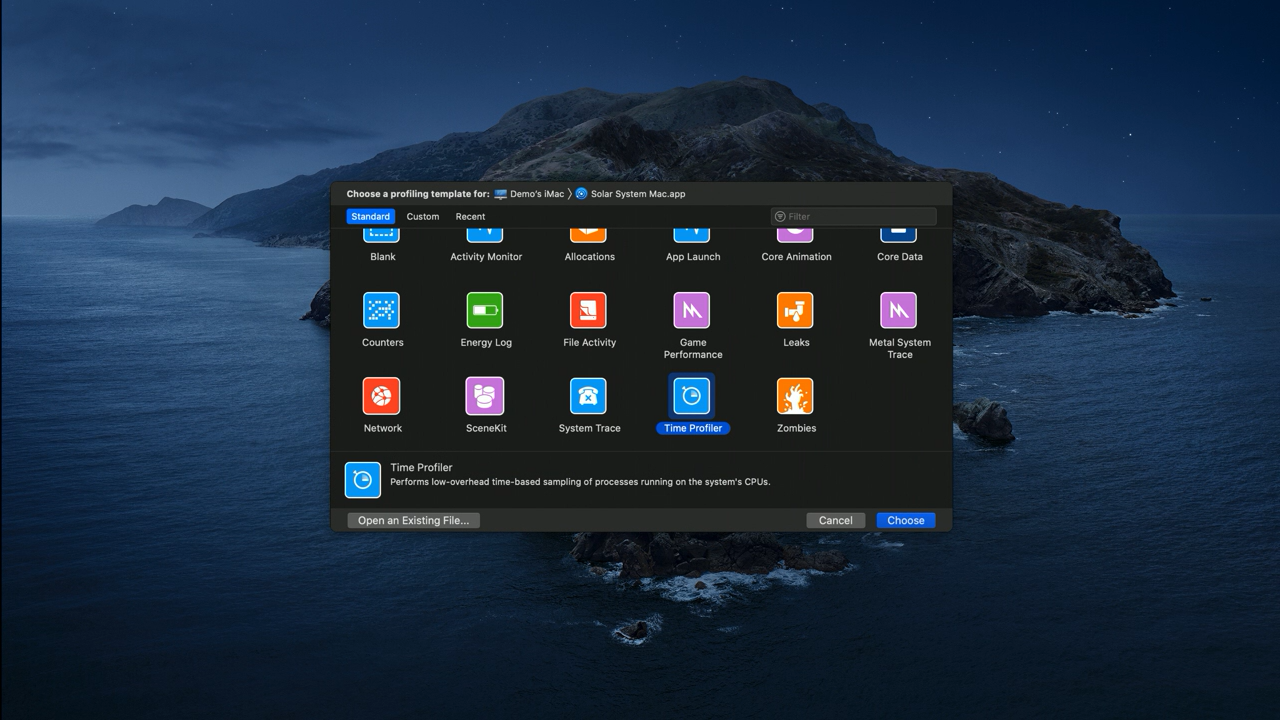 Choose a profiling template for: Demo's iMac 〉 Solar System Mac.app
Standard Custom Recent Filter
Blank Activity Monitor Allocations App Launch Core Animation Core Data
Counters Energy Log File Activity Game Performance Leaks Metal System Trace
Network SceneKit System Trace Time Profiler Zombies
Time Profiler
Performs low-overhead time-based sampling of processes running on the system's CPUs.
Open an Existing File... Cancel Choose